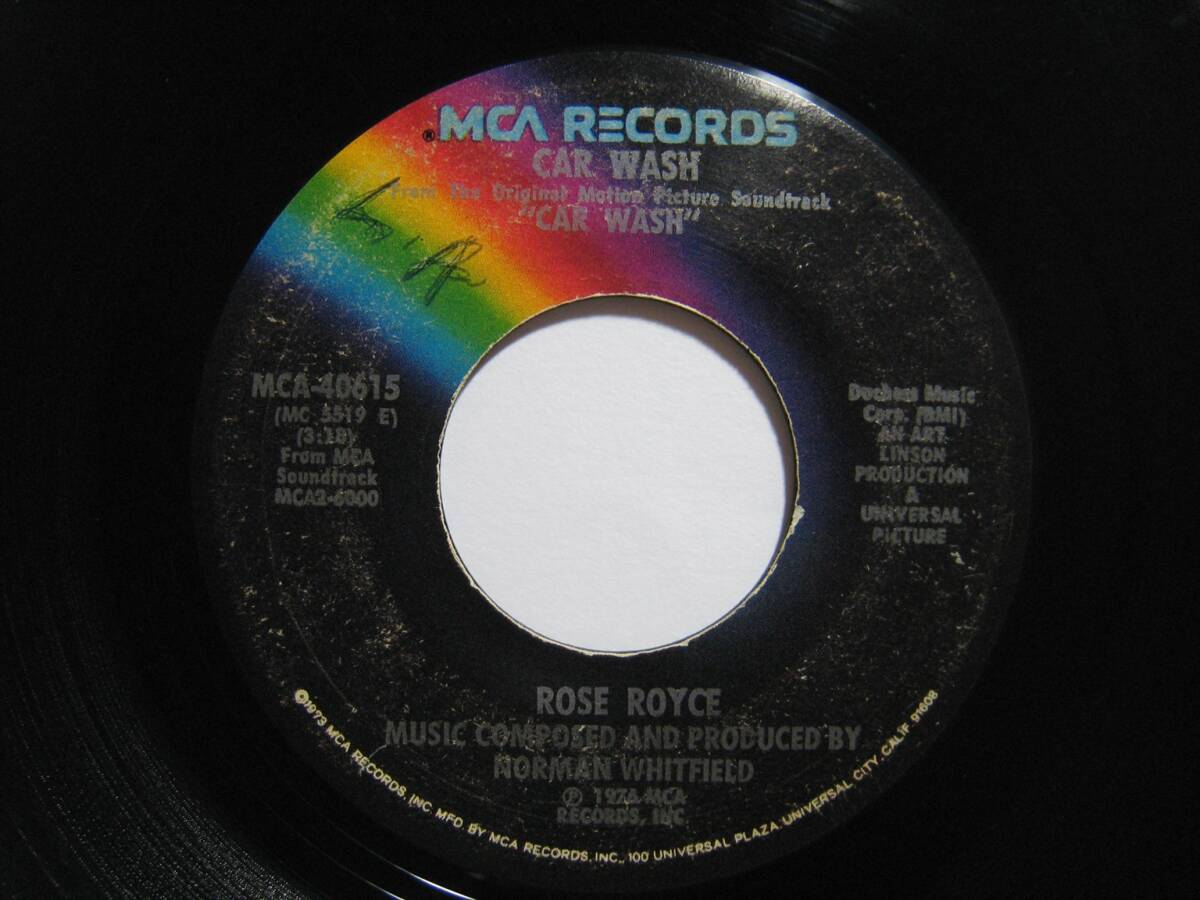 ® MCA RECORDS
CAR WASH
From The Original Motion Picture Soundtrack
"CAR WASH"
MCA-40615
(MC 5519 E)
(3:18)
From MCA
Soundtrack
MCA2-6000
Duchess Music
Corp. (BMI)
AN ART
LINSON
PRODUCTION
A
UNIVERSAL
PICTURE
ROSE ROYCE
MUSIC COMPOSED AND PRODUCED BY
NORMAN WHITFIELD
℗ 1976 MCA
RECORDS, INC.
©1973 MCA RECORDS, INC. MFD. BY MCA RECORDS, INC., 100 UNIVERSAL PLAZA, UNIVERSAL CITY, CALIF. 91608